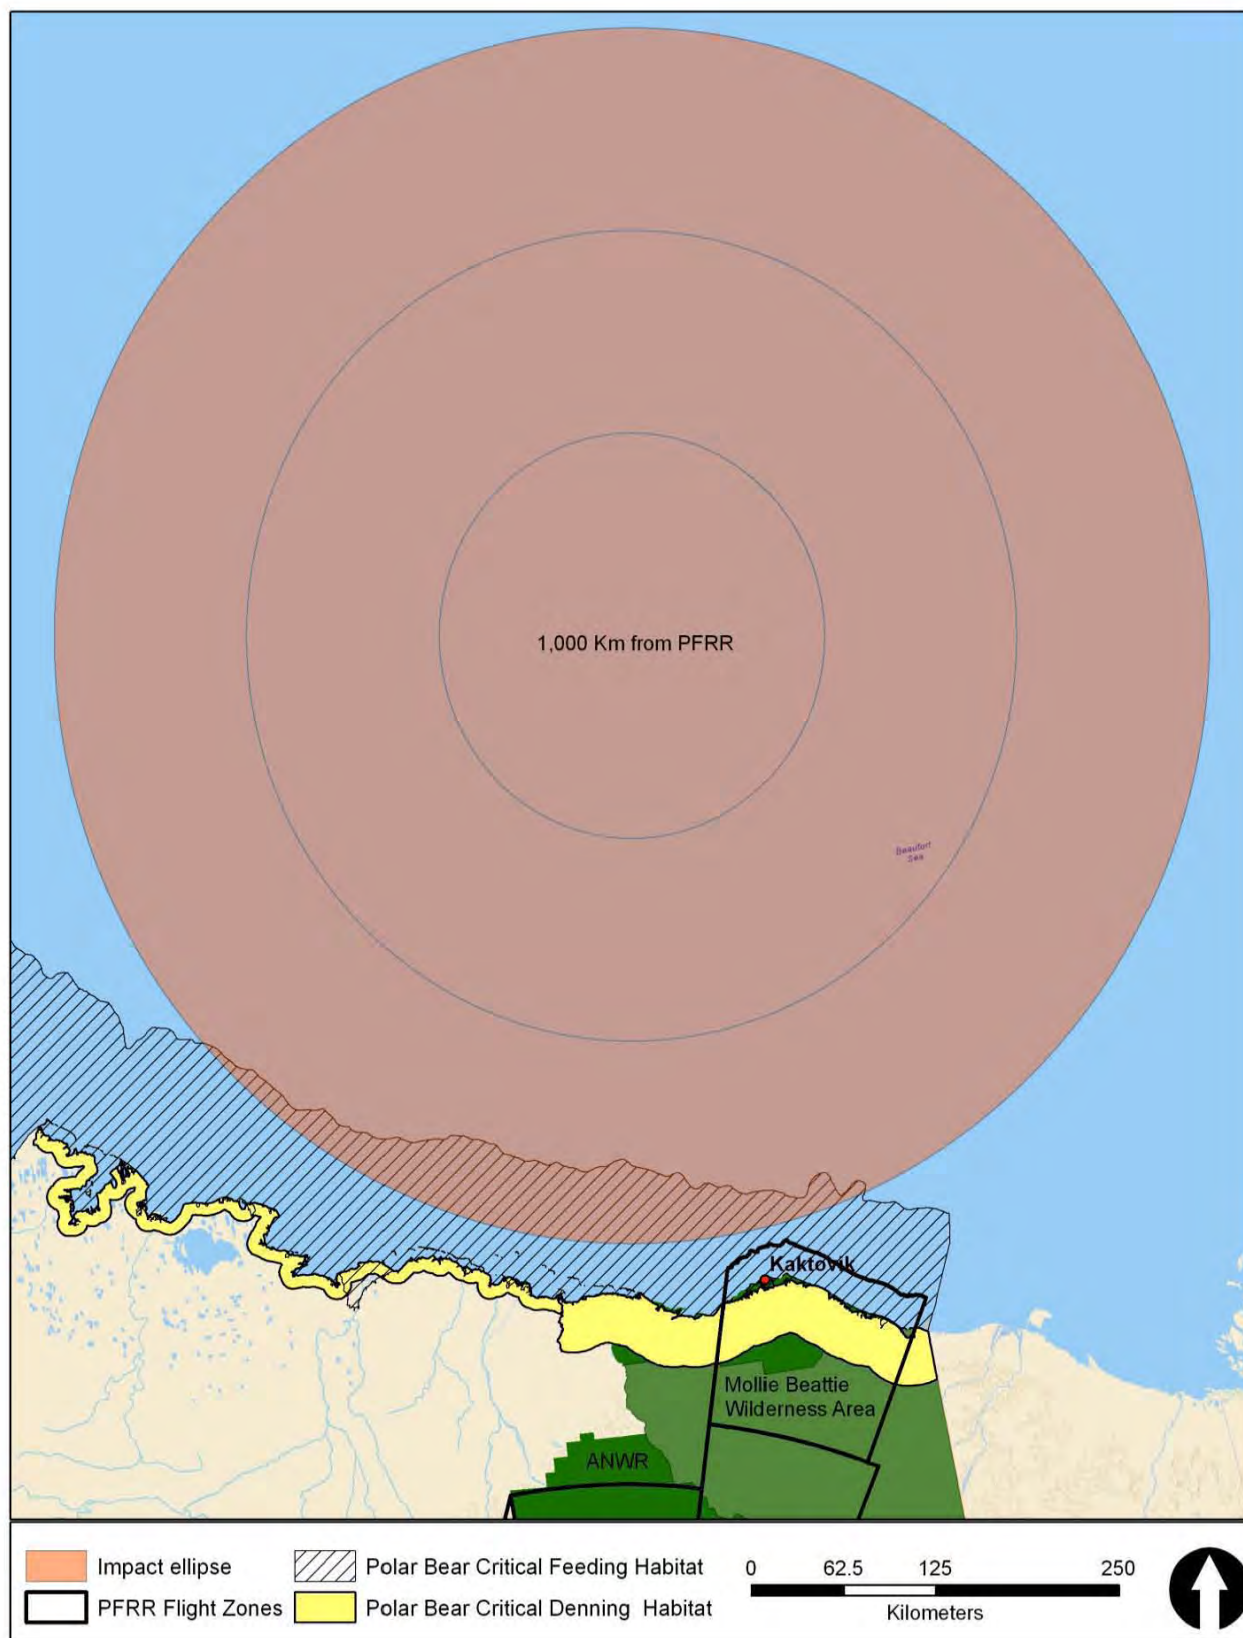 1,000 Km from PFRR
Beaufort
Sea
Kaktovik
Mollie Beattie
Wilderness Area
ANWR
Impact ellipse
Polar Bear Critical Feeding Habitat
PFRR Flight Zones
Polar Bear Critical Denning Habitat
0 62.5 125 250
Kilometers